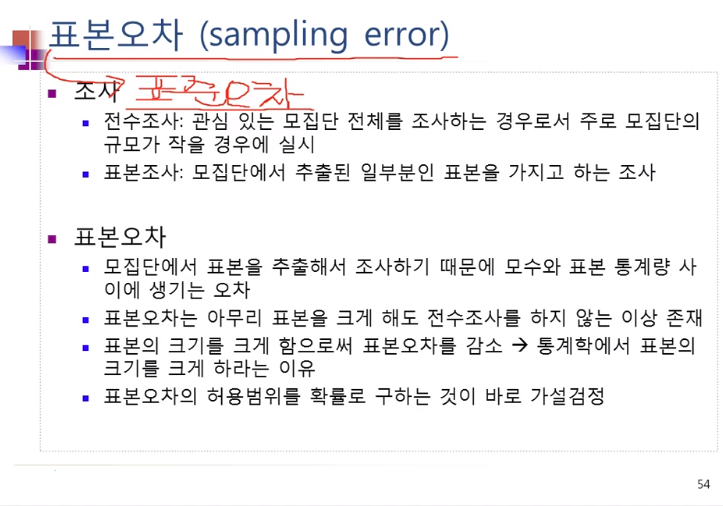 표본오차 (sampling error)
조사 표준오차
전수조사: 관심 있는 모집단 전체를 조사하는 경우로서 주로 모집단의
규모가 작을 경우에 실시
표본조사: 모집단에서 추출된 일부분인 표본을 가지고 하는 조사
표본오차
모집단에서 표본을 추출해서 조사하기 때문에 모수와 표본 통계량 사
이에 생기는 오차
표본오차는 아무리 표본을 크게 해도 전수조사를 하지 않는 이상 존재
표본의 크기를 크게 함으로써 표본오차를 감소 → 통계학에서 표본의
크기를 크게 하라는 이유
표본오차의 허용범위를 확률로 구하는 것이 바로 가설검정
54